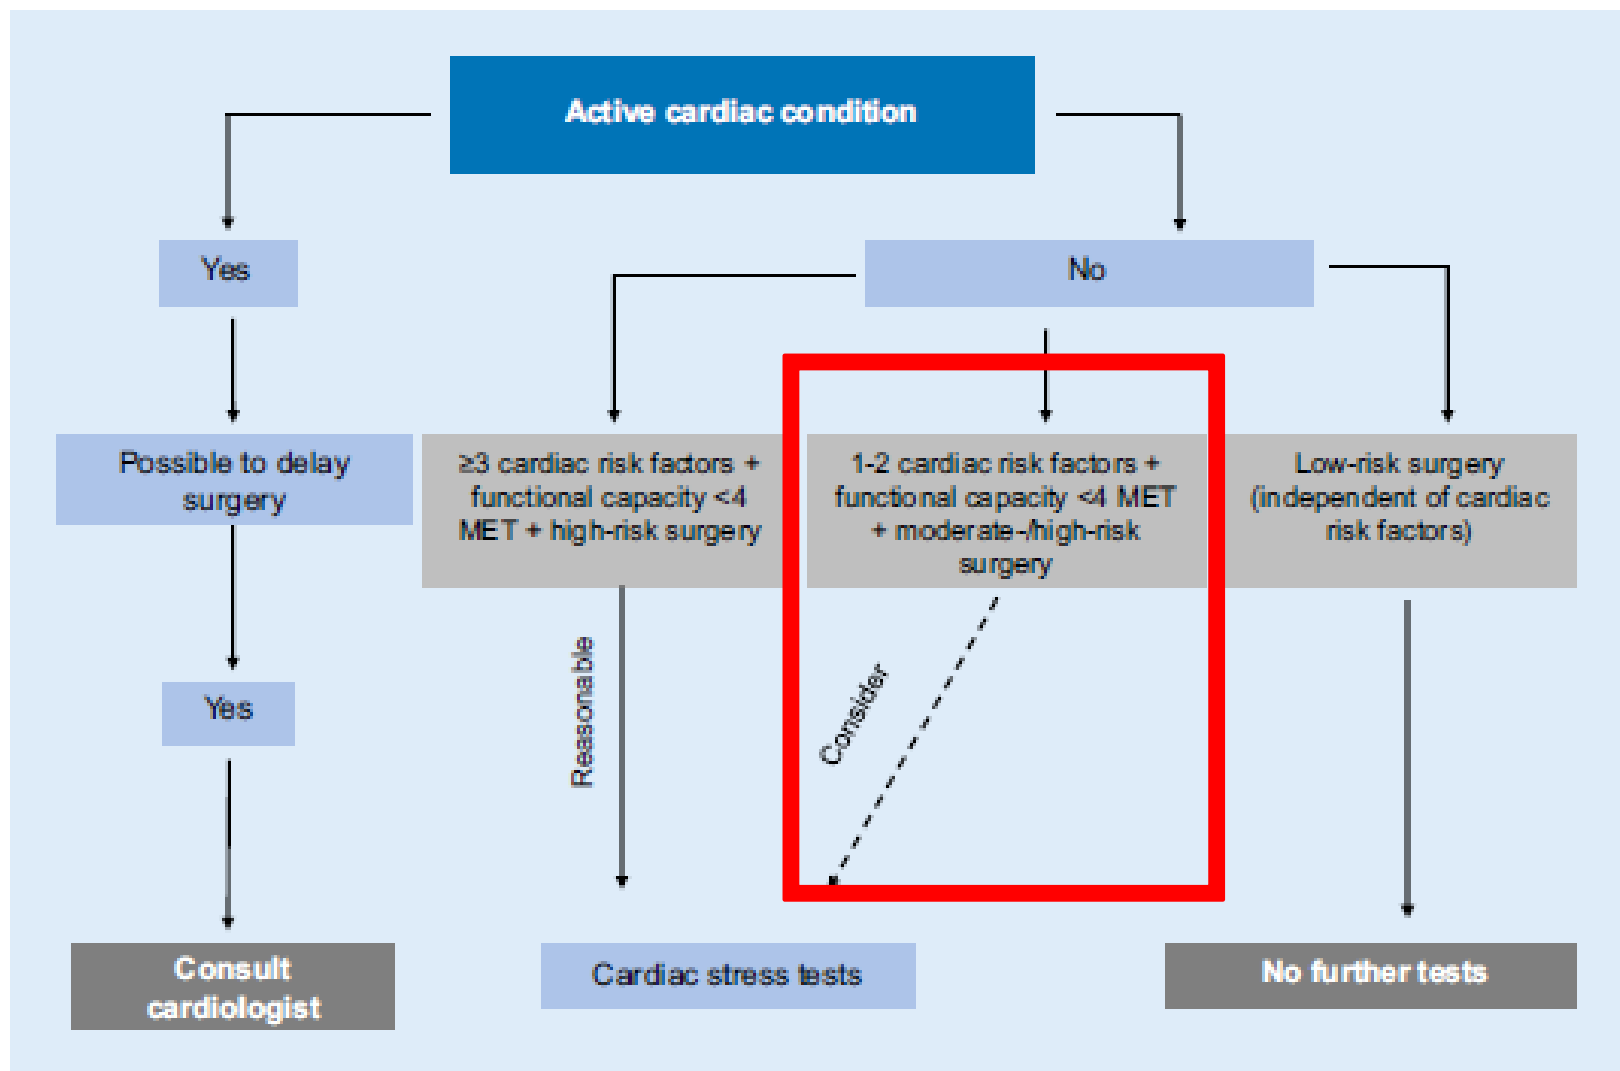 Active cardiac condition
Yes
No
Possible to delay
surgery
≥3 cardiac risk factors +
functional capacity <4
MET + high-risk surgery
1-2 cardiac risk factors +
functional capacity <4 MET
+ moderate-/high-risk
surgery
Low-risk surgery
(independent of cardiac
risk factors)
Yes
Reasonable
Consider
Consult
cardiologist
Cardiac stress tests
No further tests